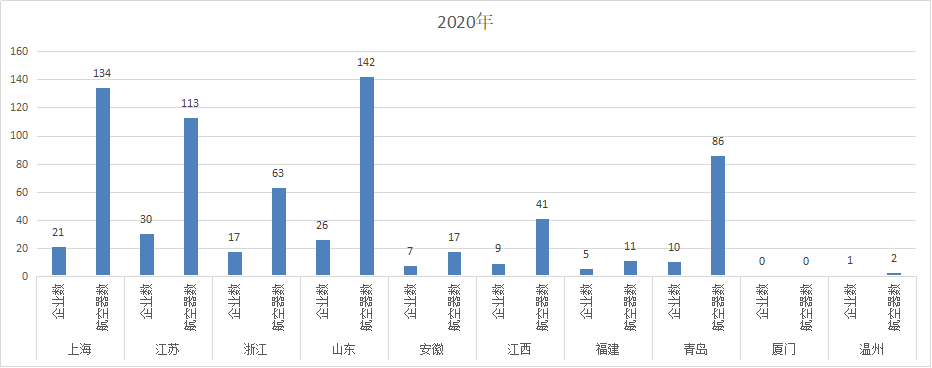 2020年
160
140
120
100
80
60
40
20
0
21
134
30
113
17
63
26
142
7
17
9
41
5
11
10
86
0
0
1
2
企业数
航空器数
企业数
航空器数
企业数
航空器数
企业数
航空器数
企业数
航空器数
企业数
航空器数
企业数
航空器数
企业数
航空器数
企业数
航空器数
企业数
航空器数
上海
江苏
浙江
山东
安徽
江西
福建
青岛
厦门
温州